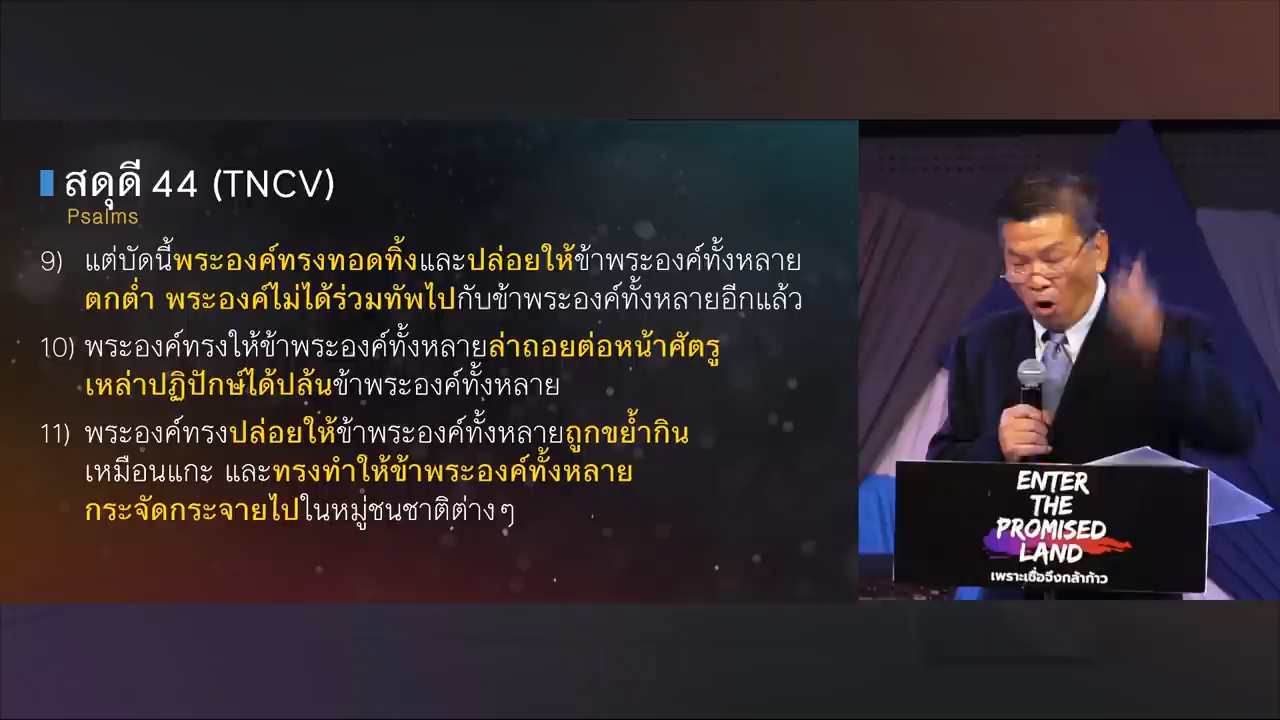 สดุดี 44 (TNCV)
Psalms
9) แต่บัดนี้พระองค์ทรงทอดทิ้งและปล่อยให้ข้าพระองค์ทั้งหลาย
ตกต่ำ พระองค์ไม่ได้ร่วมทัพไปกับข้าพระองค์ทั้งหลายอีกแล้ว
10) พระองค์ทรงให้ข้าพระองค์ทั้งหลายล่าถอยต่อหน้าศัตรู
เหล่าปฏิปักษ์ได้ปล้นข้าพระองค์ทั้งหลาย
11) พระองค์ทรงปล่อยให้ข้าพระองค์ทั้งหลายถูกขย้ำกิน
เหมือนแกะ และทรงทำให้ข้าพระองค์ทั้งหลาย
กระจัดกระจายไปในหมู่ชนชาติต่างๆ
ENTER
THE
PROMISED
LAND
เพราะเชื่อจึงกล้าก้าว